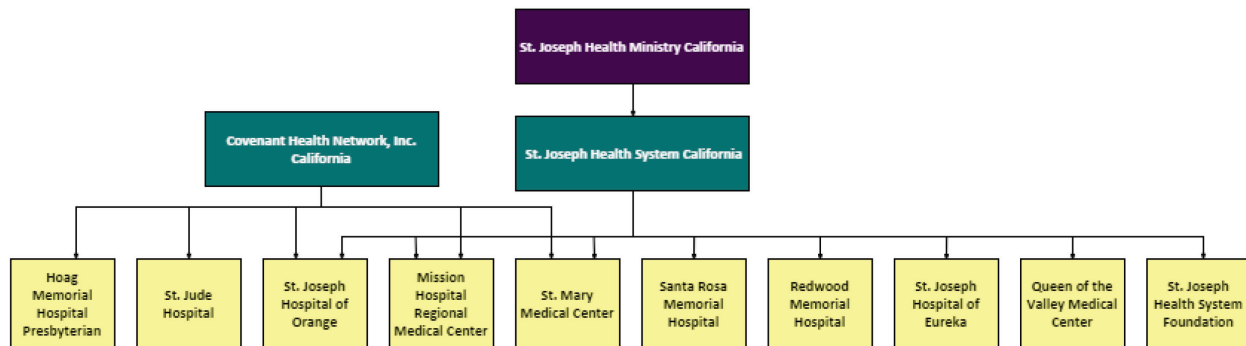 St. Joseph Health Ministry California
Covenant Health Network, Inc.
California
St. Joseph Health System California
Hoag
Memorial
Hospital
Presbyterian
St. Jude
Hospital
St. Joseph
Hospital of
Orange
Mission
Hospital
Regional
Medical Center
St. Mary
Medical Center
Santa Rosa
Memorial
Hospital
Redwood
Memorial
Hospital
St. Joseph
Hospital of
Eureka
Queen of the
Valley Medical
Center
St. Joseph
Health System
Foundation